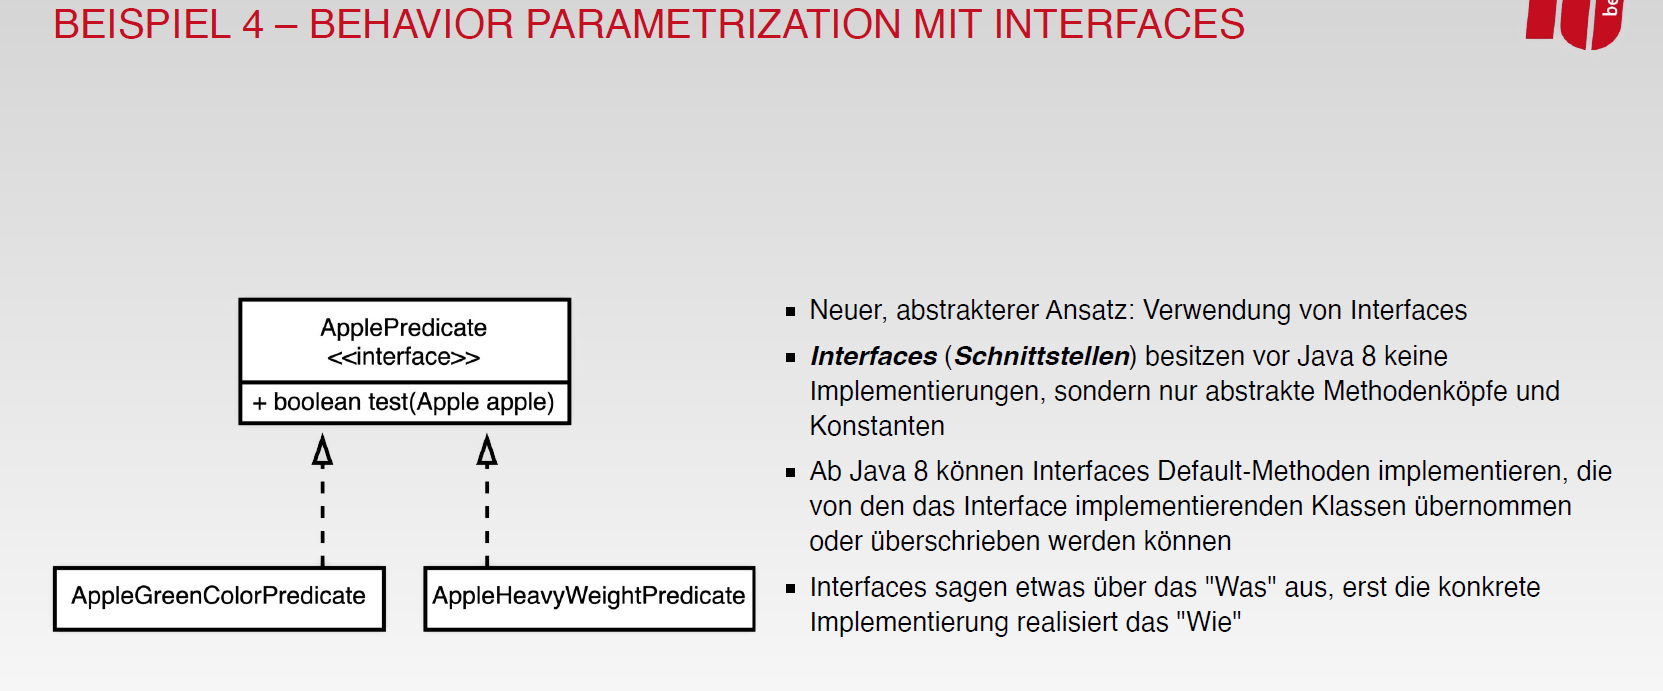 BEISPIEL 4 – BEHAVIOR PARAMETRIZATION MIT INTERFACES
be
ApplePredicate
<<interface>>
+ boolean test(Apple apple)
AppleGreenColorPredicate
AppleHeavyWeightPredicate
▪ Neuer, abstrakterer Ansatz: Verwendung von Interfaces
▪ Interfaces (Schnittstellen) besitzen vor Java 8 keine
Implementierungen, sondern nur abstrakte Methodenköpfe und
Konstanten
▪ Ab Java 8 können Interfaces Default-Methoden implementieren, die
von den das Interface implementierenden Klassen übernommen
oder überschrieben werden können
▪ Interfaces sagen etwas über das "Was" aus, erst die konkrete
Implementierung realisiert das "Wie"